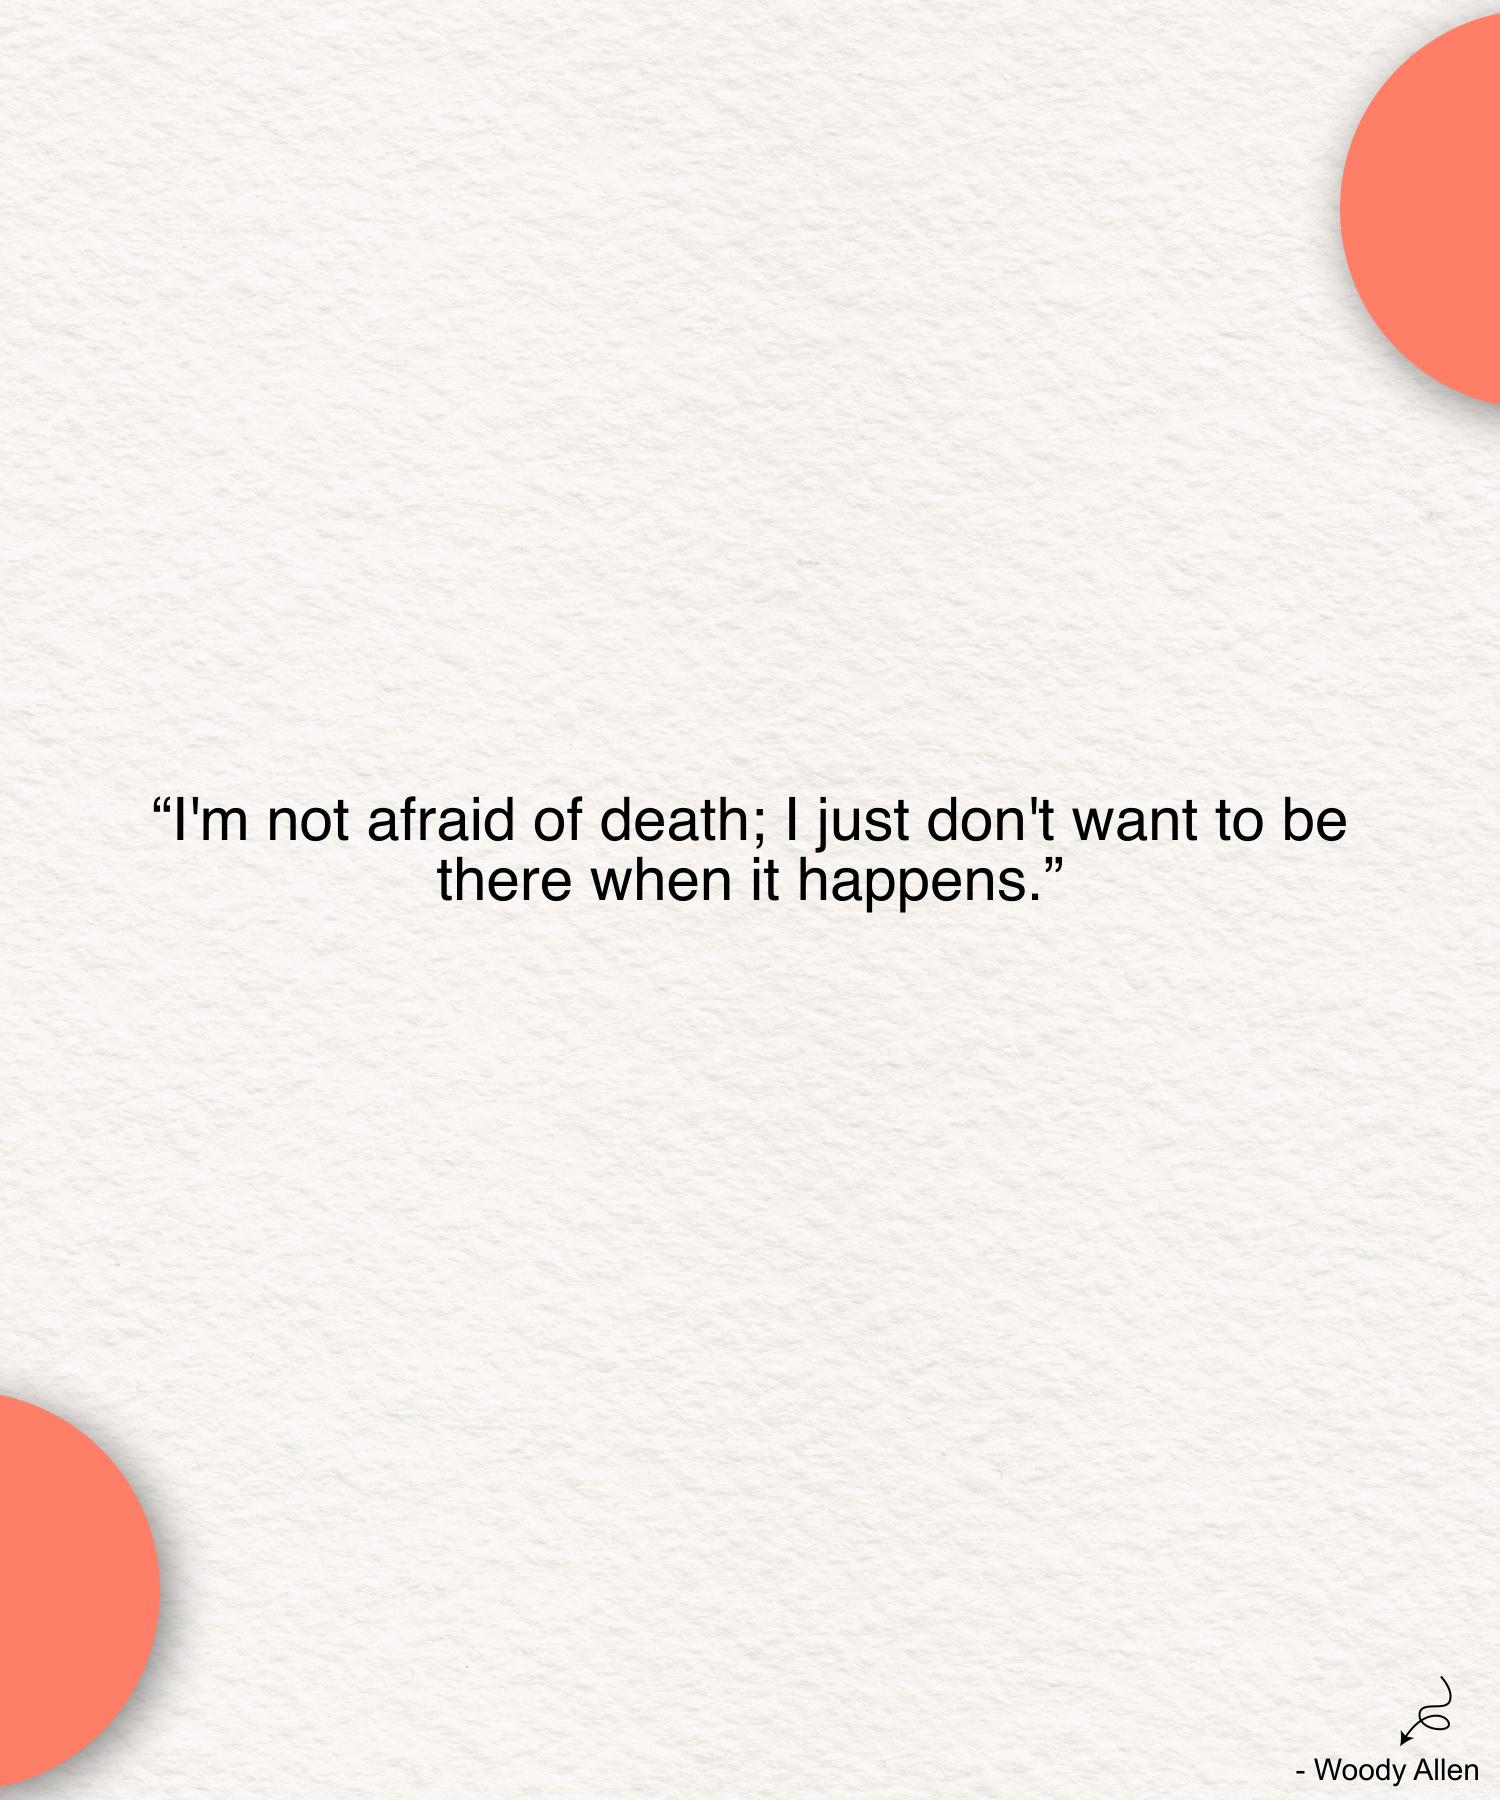 “I'm not afraid of death; I just don't want to be
there when it happens.”
- Woody Allen